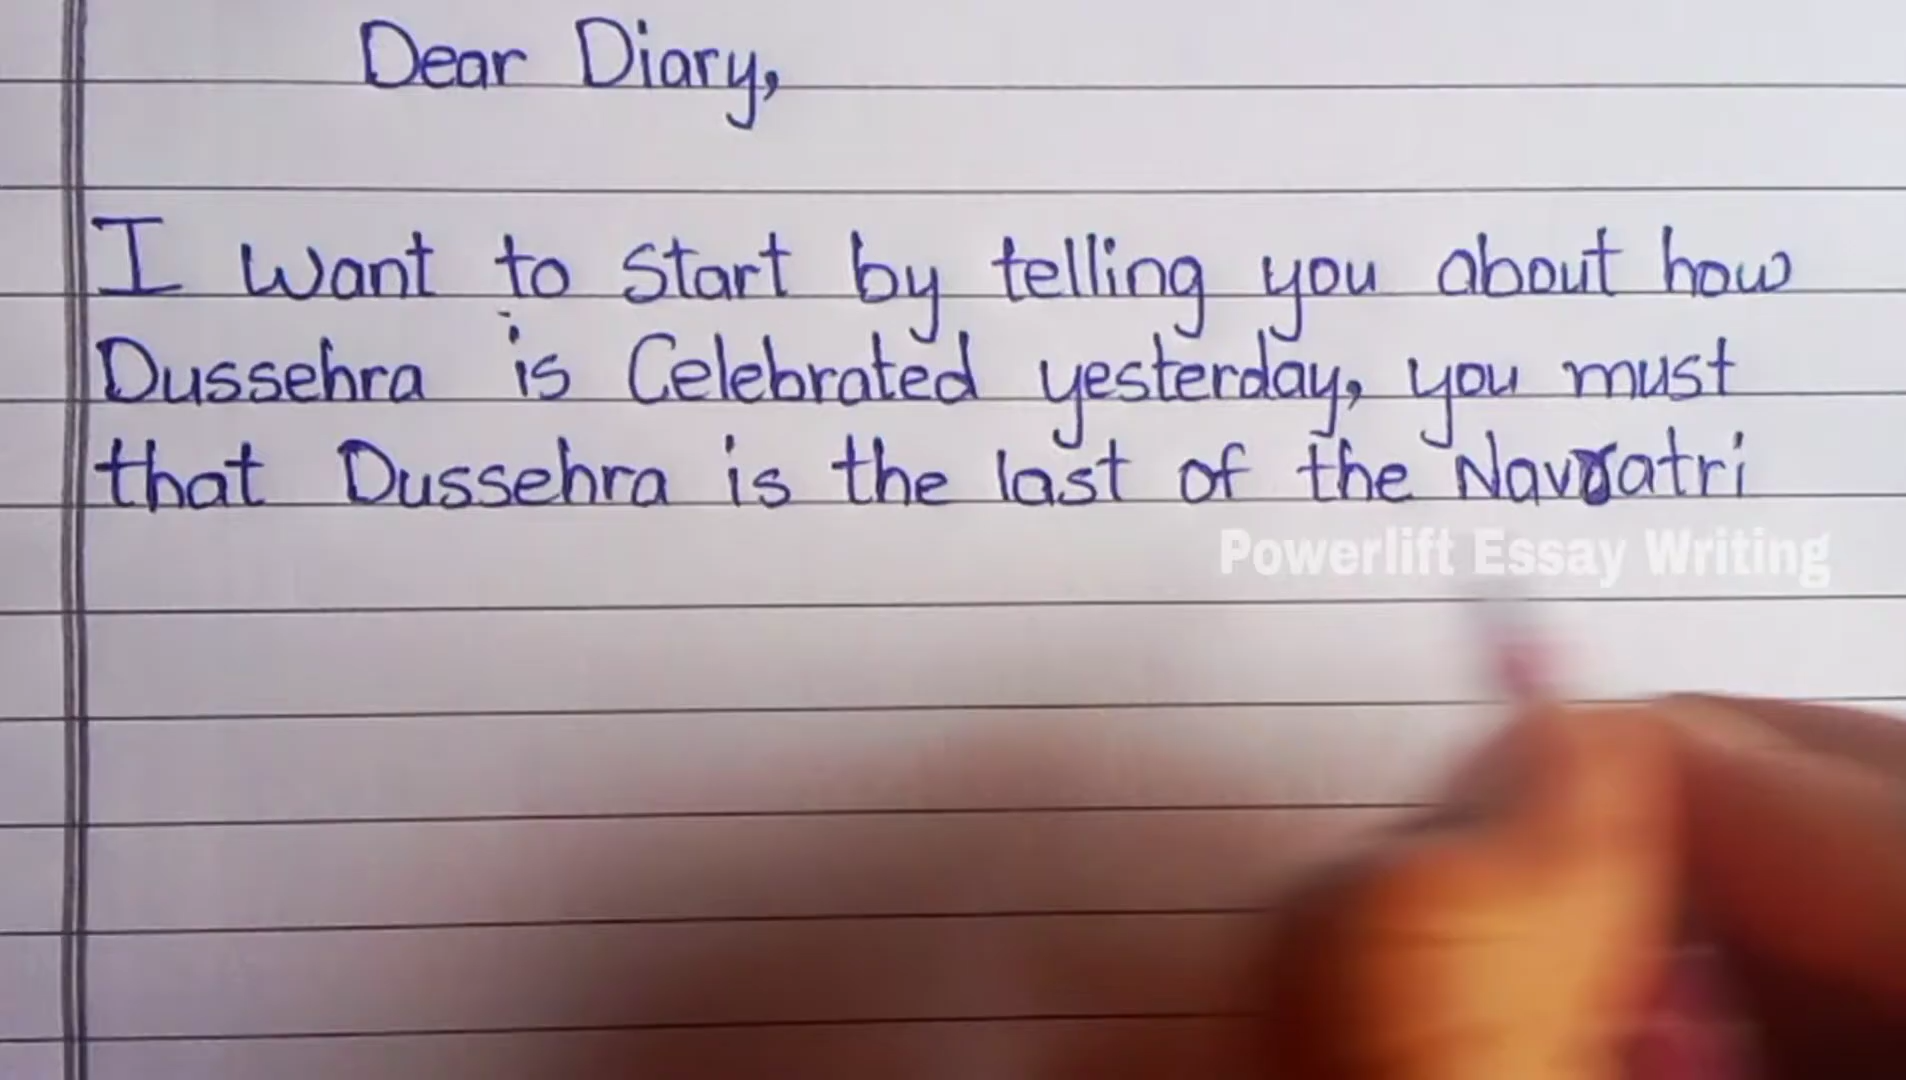 Dear Diary,
I want to start by telling you about how
Dussehra is Celebrated yesterday, you must
that Dussehra is the last of the Navratri
Powerlift Essay Writing